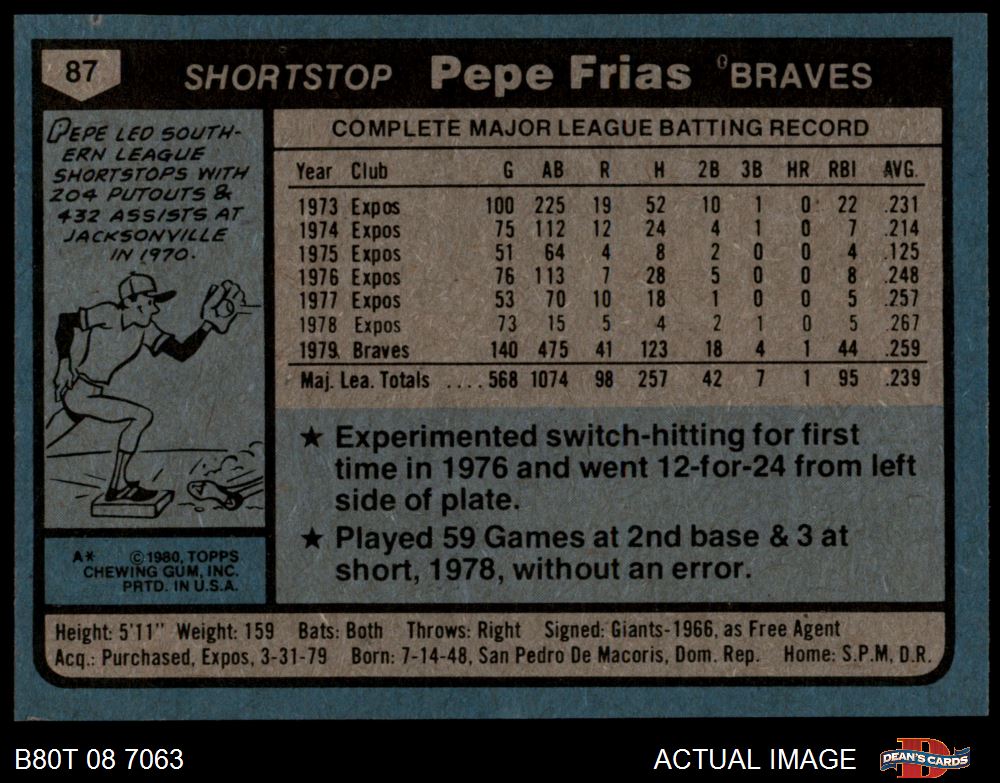 87 SHORTSTOP Pepe Frias BRAVES
PEPE LED SOUTH-
ERN LEAGUE
SHORTSTOPS WITH
204 PUTOUTS &
432 ASSISTS AT
JACKSONVILLE
IN 1970.
COMPLETE MAJOR LEAGUE BATTING RECORD
Year Club G AB R H 2B 3B HR RBI AVG.
1973 Expos 100 225 19 52 10 1 0 22 .231
1974 Expos 75 112 12 24 4 1 0 7 .214
1975 Expos 51 64 4 8 2 0 0 4 .125
1976 Expos 76 113 7 28 5 0 0 8 .248
1977 Expos 53 70 10 18 1 0 0 5 .257
1978 Expos 73 15 5 4 2 1 0 5 .267
1979 Braves 140 475 41 123 18 4 1 44 .259
Maj. Lea. Totals .... 568 1074 98 257 42 7 1 95 .239
★ Experimented switch-hitting for first
time in 1976 and went 12-for-24 from left
side of plate.
★ Played 59 Games at 2nd base & 3 at
short, 1978, without an error.
A* © 1980, TOPPS
CHEWING GUM, INC.
PRTD. IN U.S.A.
Height: 5'11" Weight: 159 Bats: Both Throws: Right Signed: Giants-1966, as Free Agent
Acq.: Purchased, Expos, 3-31-79 Born: 7-14-48, San Pedro De Macoris, Dom. Rep. Home: S.P.M, D.R.
B80T 08 7063 ACTUAL IMAGE DEAN'S CARDS